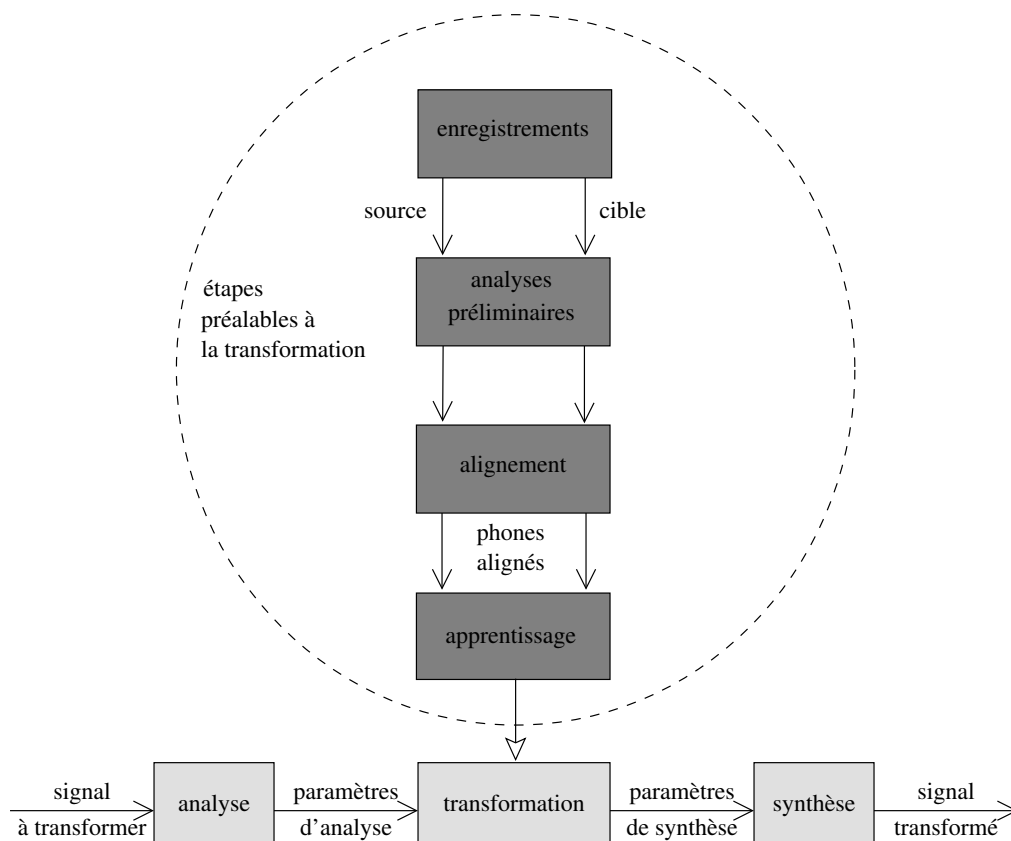 enregistrements
source
cible
analyses
préliminaires
étapes
préalables à
la transformation
alignement
phones
alignés
apprentissage
signal
à transformer
analyse
paramètres
d'analyse
transformation
paramètres
de synthèse
synthèse
signal
transformé